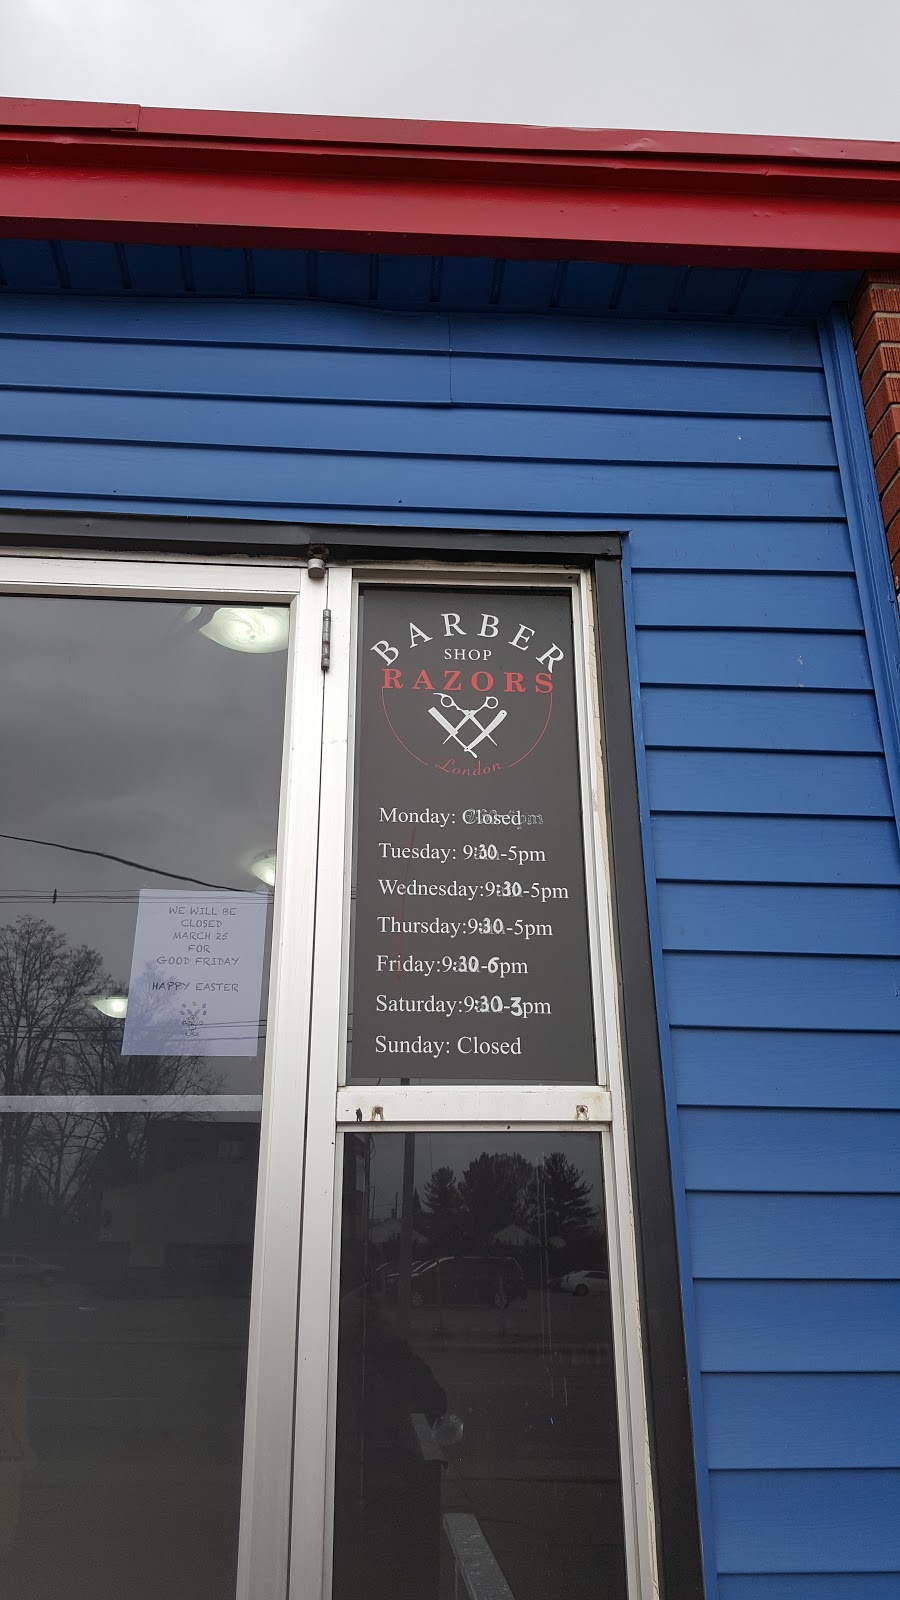 BARBER
SHOP
RAZORS
London
Monday: Closed
Tuesday: 9:30-5pm
Wednesday:9:30-5pm
Thursday:9:30-5pm
Friday:9:30-6pm
Saturday:9:30-3pm
Sunday: Closed
WE WILL BE
CLOSED
MARCH 25
FOR
GOOD FRIDAY
HAPPY EASTER